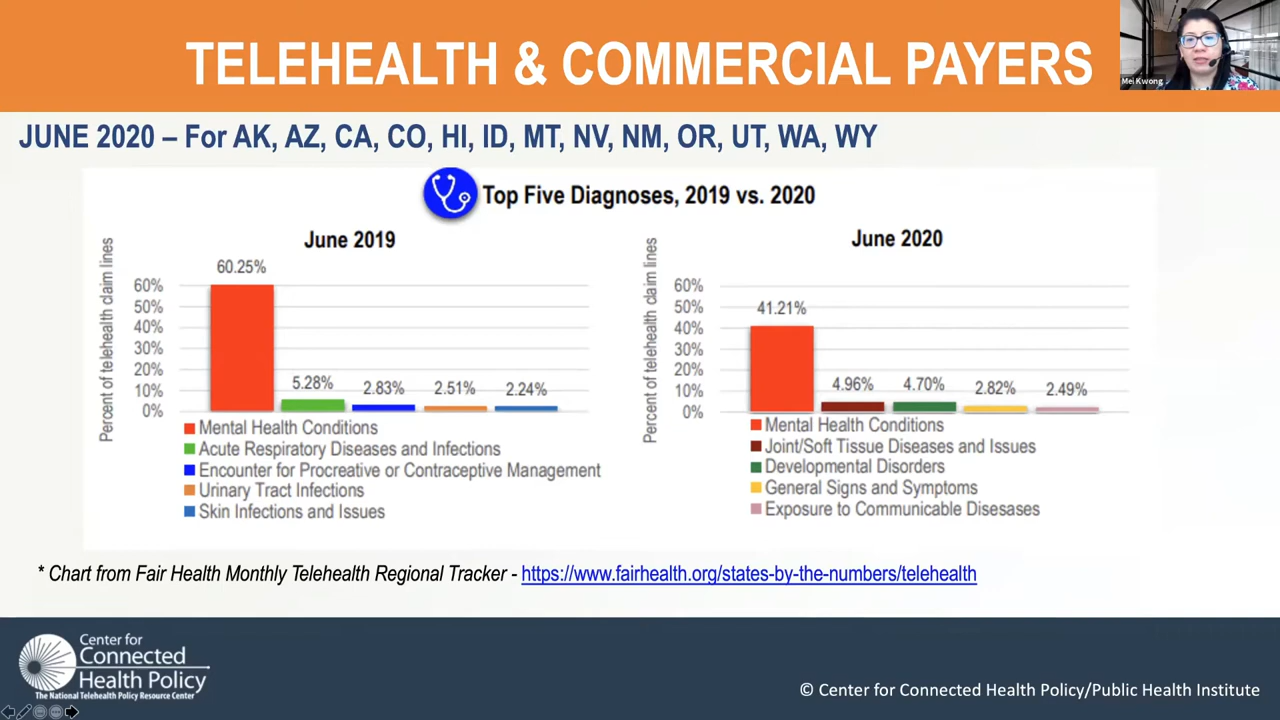 TELEHEALTH & COMMERCIAL PAYERS
Mei Kwong
JUNE 2020 – For AK, AZ, CA, CO, HI, ID, MT, NV, NM, OR, UT, WA, WY
Top Five Diagnoses, 2019 vs. 2020
June 2019
Percent of telehealth claim lines
60%
50%
40%
30%
20%
10%
0%
60.25%
5.28%
2.83%
2.51%
2.24%
Mental Health Conditions
Acute Respiratory Diseases and Infections
Encounter for Procreative or Contraceptive Management
Urinary Tract Infections
Skin Infections and Issues
June 2020
Percent of telehealth claim lines
60%
50%
40%
30%
20%
10%
0%
41.21%
4.96%
4.70%
2.82%
2.49%
Mental Health Conditions
Joint/Soft Tissue Diseases and Issues
Developmental Disorders
General Signs and Symptoms
Exposure to Communicable Disesases
* Chart from Fair Health Monthly Telehealth Regional Tracker - https://www.fairhealth.org/states-by-the-numbers/telehealth
Center for
Connected
Health Policy
The National Telehealth Policy Resource Center
© Center for Connected Health Policy/Public Health Institute